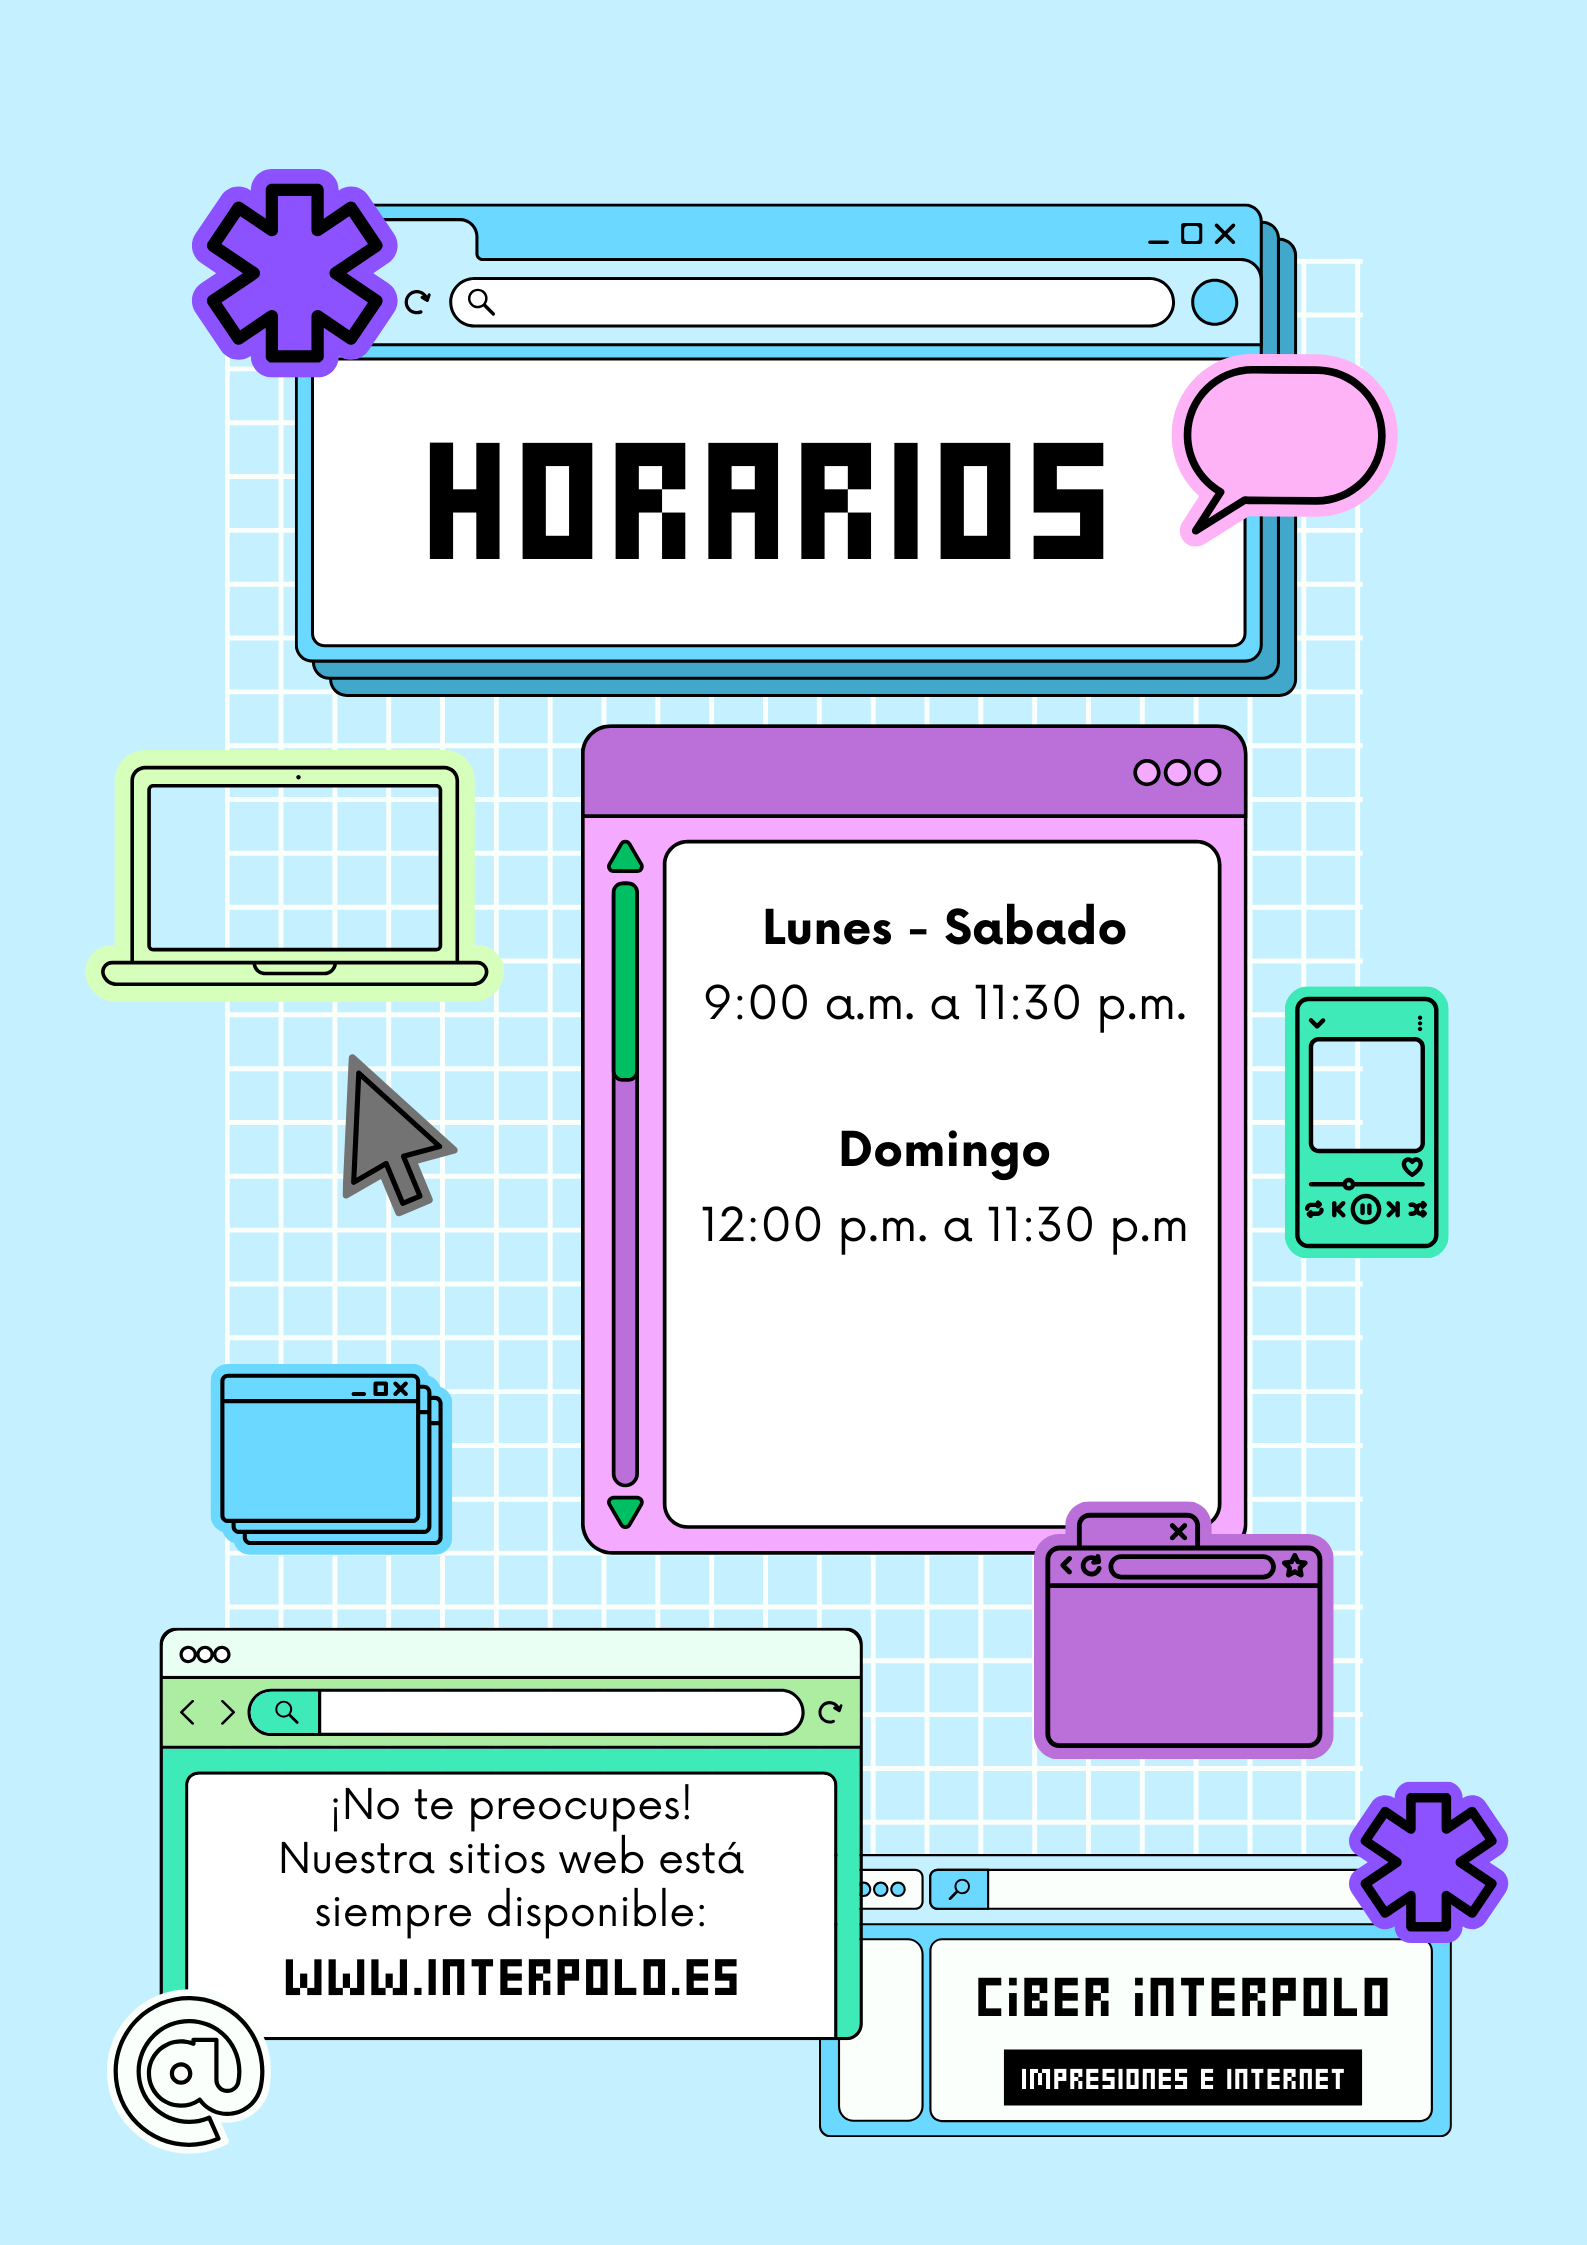 HORARIOS
Lunes - Sabado
9:00 a.m. a 11:30 p.m.
Domingo
12:00 p.m. a 11:30 p.m
¡No te preocupes!
Nuestra sitios web está
siempre disponible:
WWW.INTERPOLO.ES
CiBER iNTERPOLO
IMPRESIONES E INTERNET